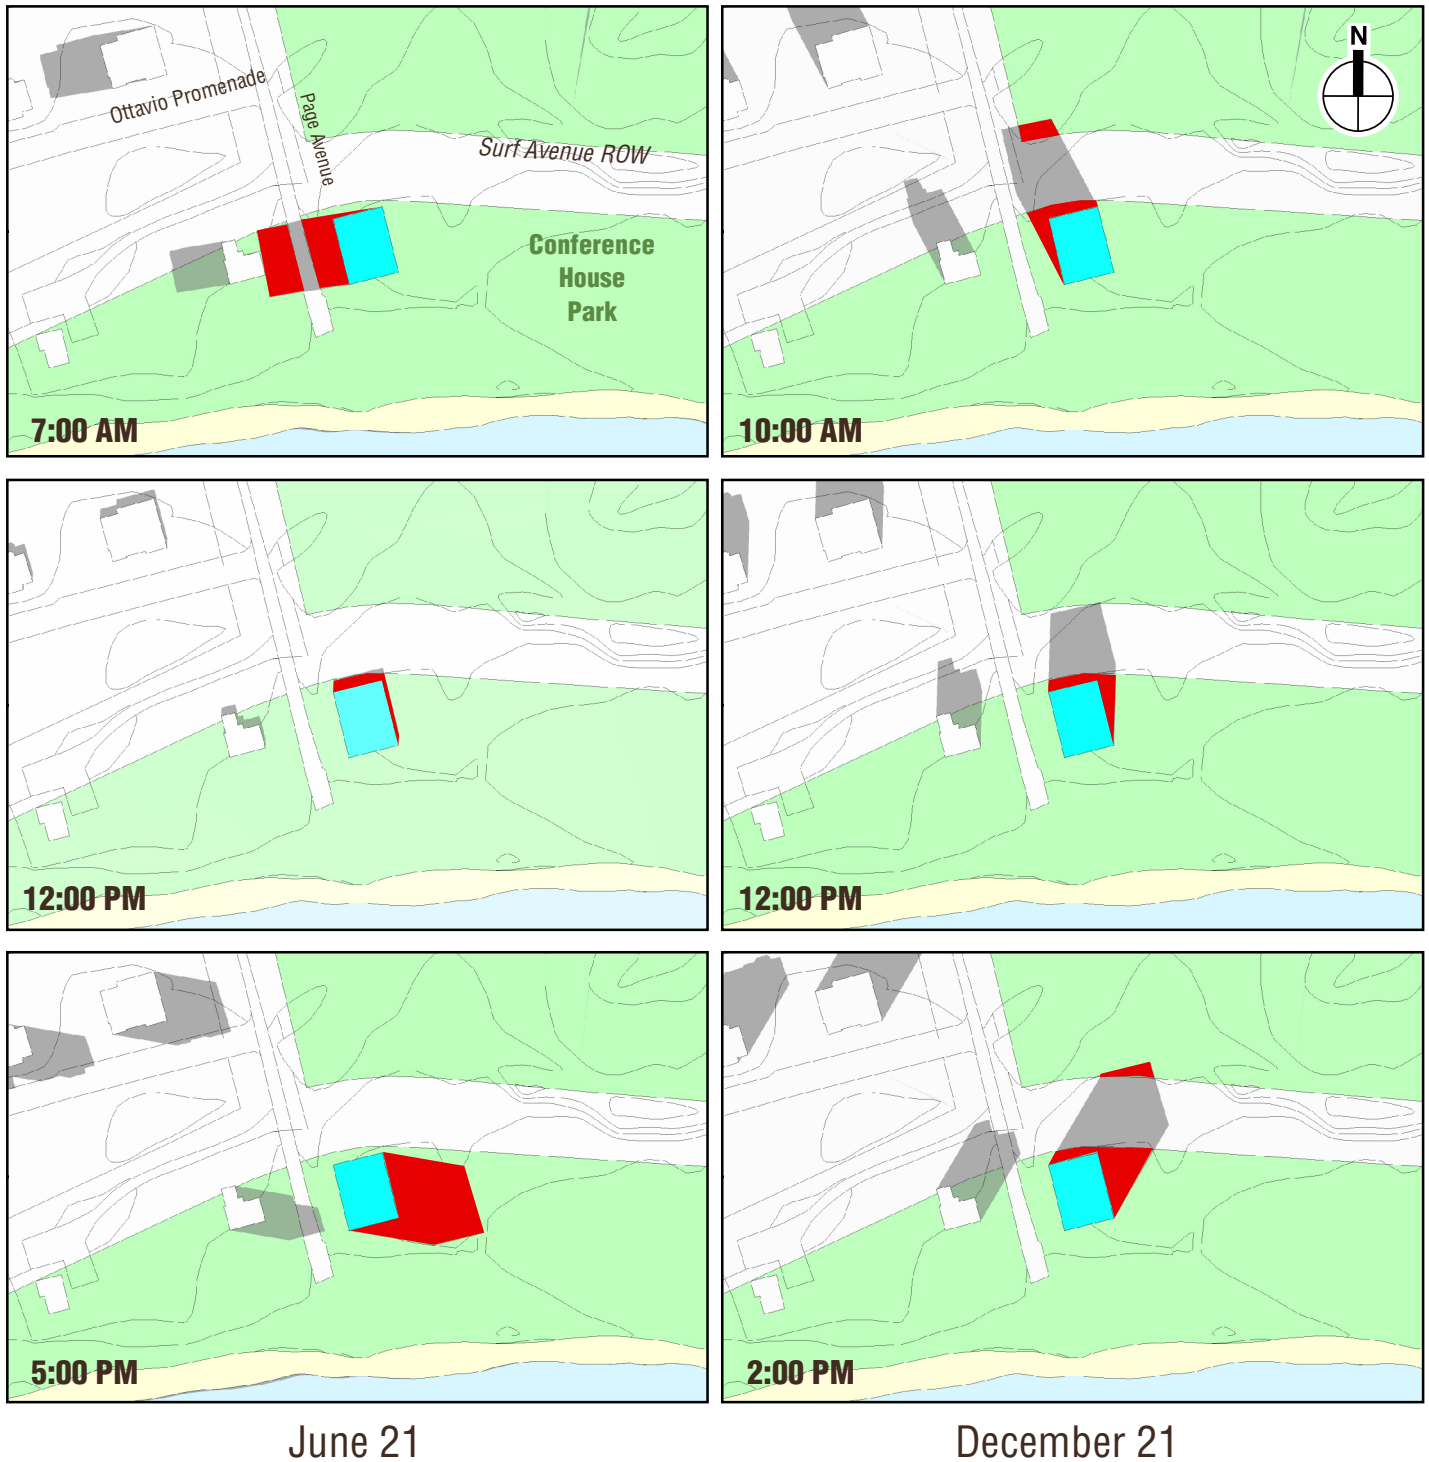 Ottavio Promenade
Page Avenue
Surf Avenue ROW
Conference
House
Park
7:00 AM
N
10:00 AM
12:00 PM
12:00 PM
5:00 PM
2:00 PM
June 21
December 21